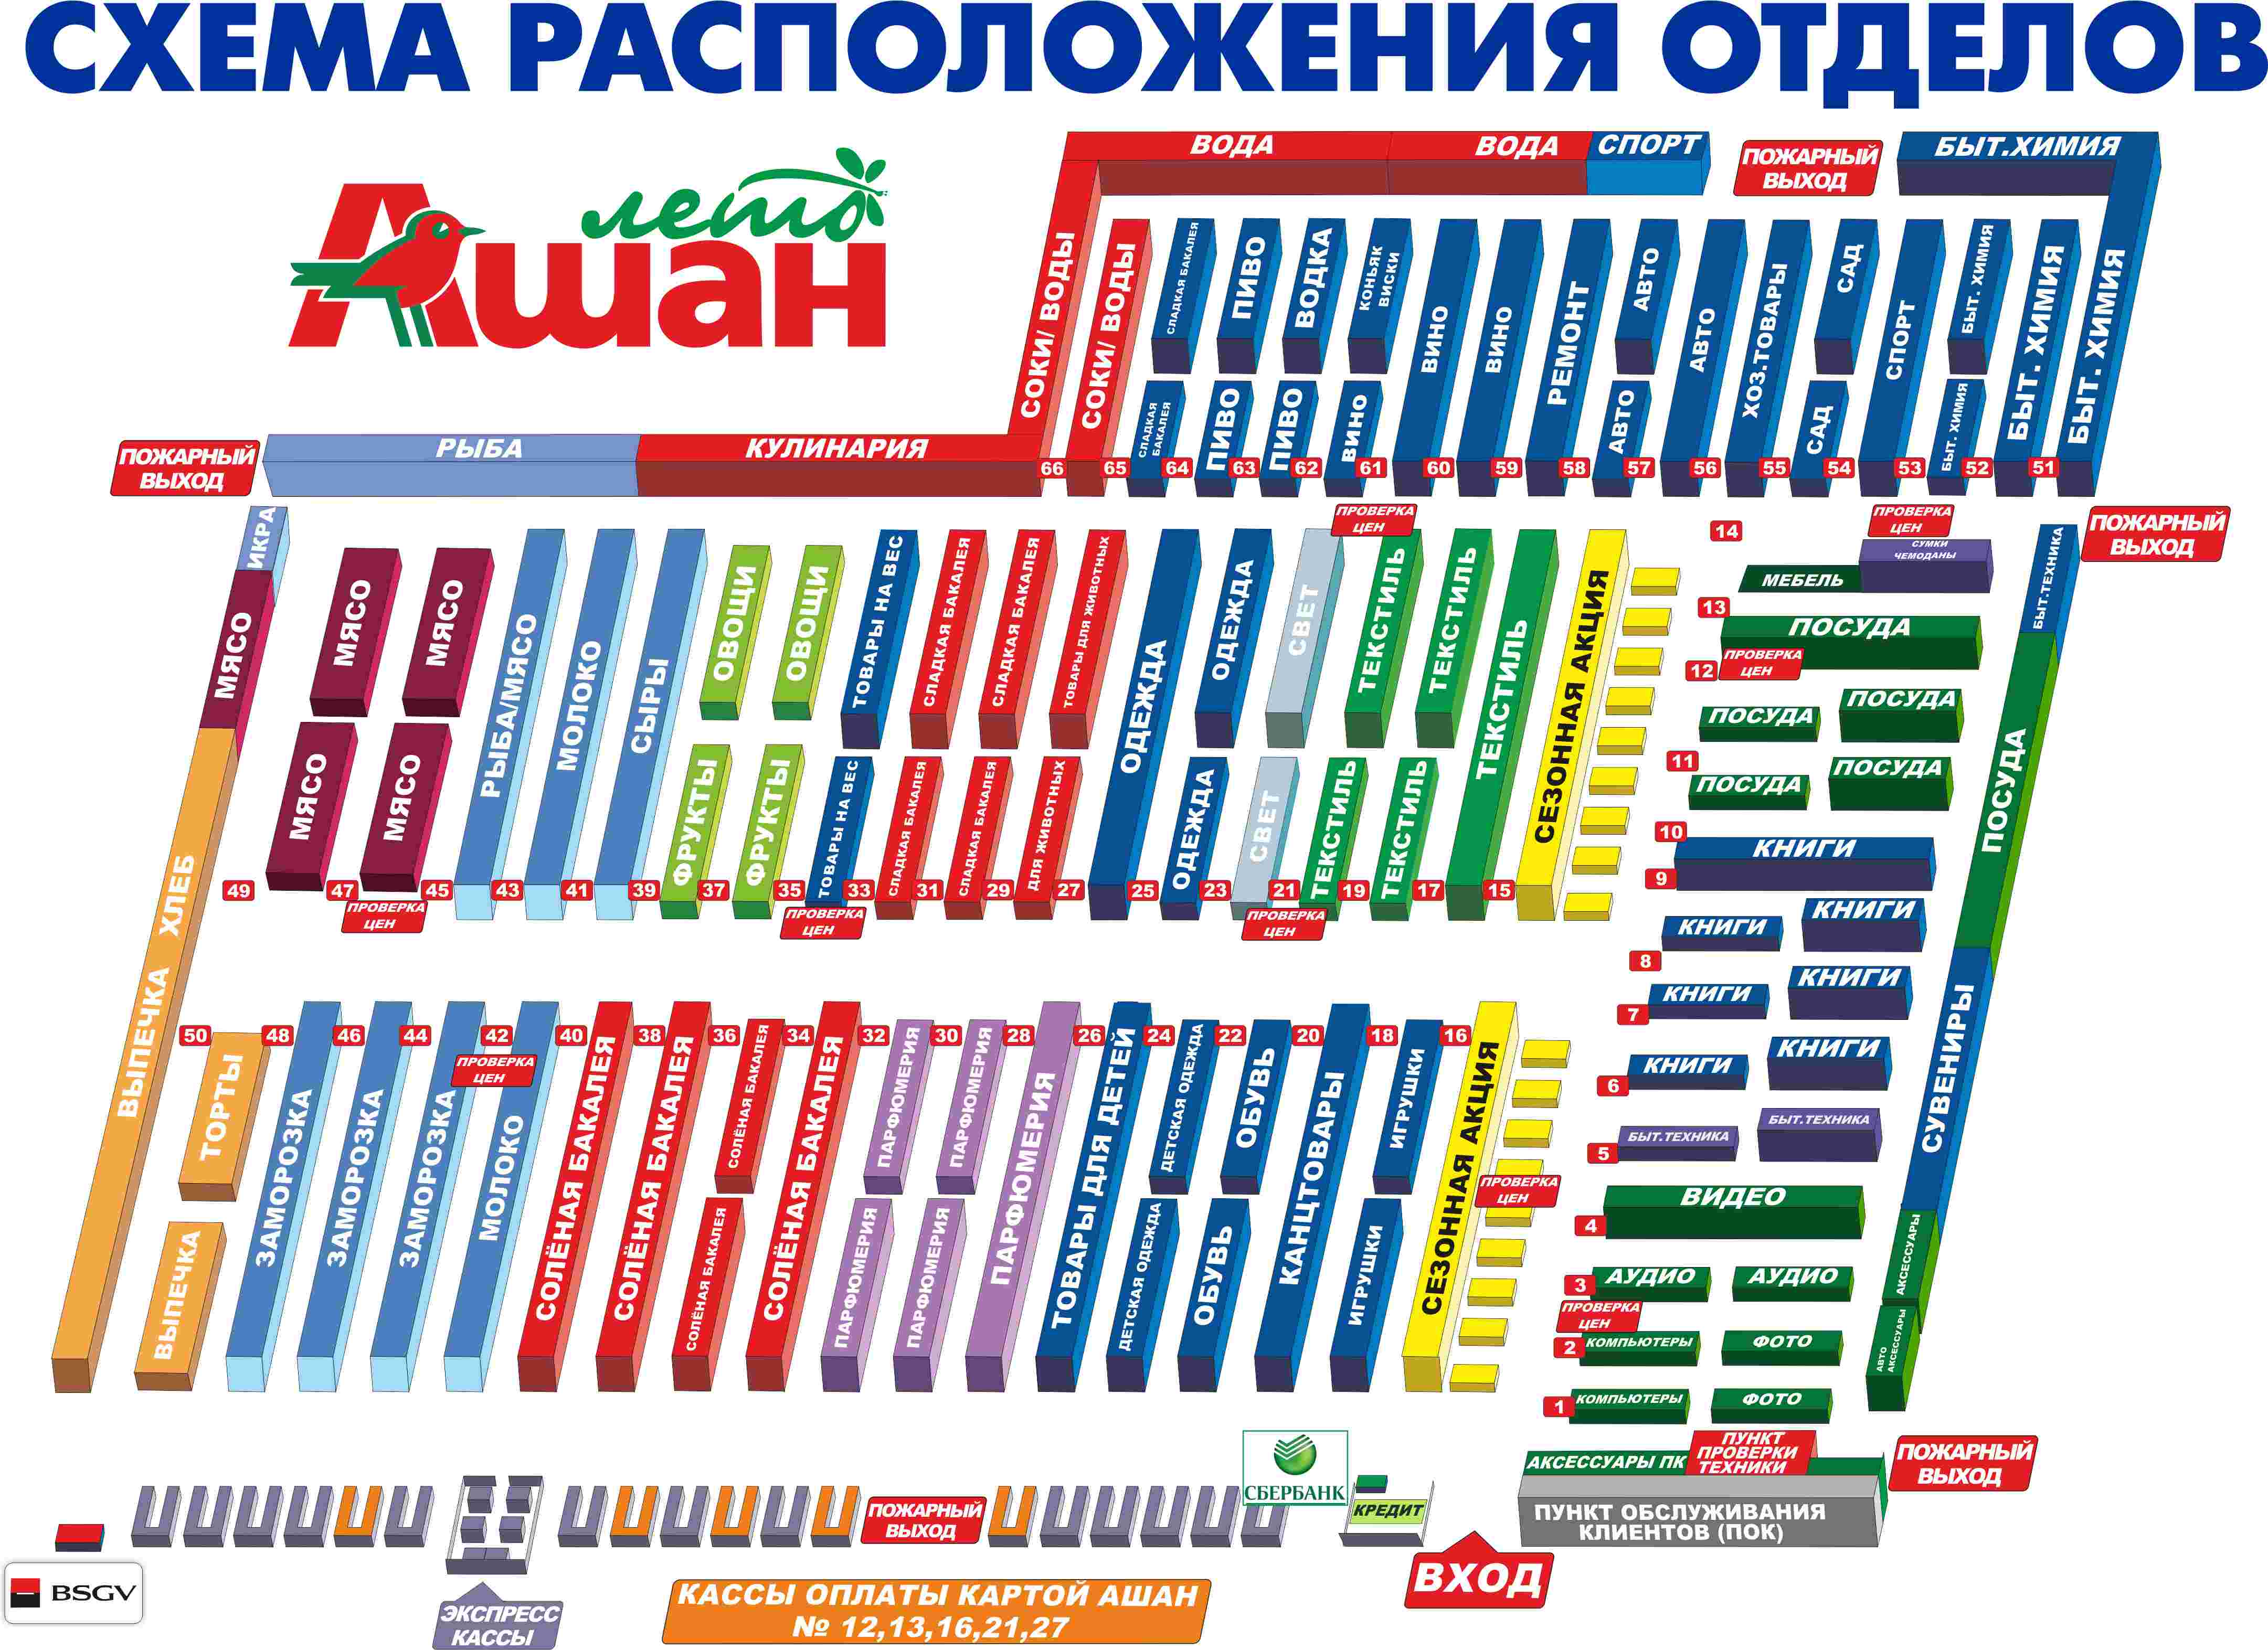 СХЕМА РАСПОЛОЖЕНИЯ ОТДЕЛОВ
Ашан
лето
ВОДА
ВОДА
СПОРТ
ПОЖАРНЫЙ
ВЫХОД
БЫТ.ХИМИЯ
СОКИ/ ВОДЫ
СОКИ/ ВОДЫ
СЛАДКАЯ БАКАЛЕЯ
ПИВО
ВОДКА
КОНЬЯК
ВИСКИ
ВИНО
ВИНО
РЕМОНТ
АВТО
АВТО
ХОЗ.ТОВАРЫ
САД
СПОРТ
БЫТ. ХИМИЯ
БЫТ. ХИМИЯ
БЫТ. ХИМИЯ
СЛАДКАЯ
БАКАЛЕЯ
ПИВО
ПИВО
ВИНО
АВТО
САД
БЫТ. ХИМИЯ
ПОЖАРНЫЙ
ВЫХОД
РЫБА
КУЛИНАРИЯ
66
65
64
63
62
61
60
59
58
57
56
55
54
53
52
51
ПРОВЕРКА
ЦЕН
14
ПРОВЕРКА
ЦЕН
ПОЖАРНЫЙ
ВЫХОД
ИКРА
МЯСО
МЯСО
МЯСО
РЫБА/МЯСО
МОЛОКО
СЫРЫ
ОВОЩИ
ОВОЩИ
ТОВАРЫ НА ВЕС
СЛАДКАЯ БАКАЛЕЯ
СЛАДКАЯ БАКАЛЕЯ
ТОВАРЫ ДЛЯ ЖИВОТНЫХ
ОДЕЖДА
ОДЕЖДА
СВЕТ
ТЕКСТИЛЬ
ТЕКСТИЛЬ
ТЕКСТИЛЬ
СЕЗОННАЯ АКЦИЯ
СУМКИ
ЧЕМОДАНЫ
МЕБЕЛЬ
БЫТ.ТЕХНИКА
13
ПОСУДА
12
ПРОВЕРКА
ЦЕН
ПОСУДА
ПОСУДА
11
ПОСУДА
ПОСУДА
ПОСУДА
МЯСО
МЯСО
ФРУКТЫ
ФРУКТЫ
ТОВАРЫ НА ВЕС
СЛАДКАЯ БАКАЛЕЯ
СЛАДКАЯ БАКАЛЕЯ
ДЛЯ ЖИВОТНЫХ
ОДЕЖДА
СВЕТ
ТЕКСТИЛЬ
ТЕКСТИЛЬ
10
КНИГИ
9
49
47
45
43
41
39
37
35
33
31
29
27
25
23
21
19
17
15
ПРОВЕРКА
ЦЕН
ПРОВЕРКА
ЦЕН
ПРОВЕРКА
ЦЕН
ВЫПЕЧКА ХЛЕБ
КНИГИ
КНИГИ
8
КНИГИ
КНИГИ
7
СУВЕНИРЫ
50
48
46
44
42
40
38
36
34
32
30
28
26
24
22
20
18
16
ПРОВЕРКА
ЦЕН
ТОРТЫ
ЗАМОРОЗКА
ЗАМОРОЗКА
ЗАМОРОЗКА
МОЛОКО
СОЛЁНАЯ БАКАЛЕЯ
СОЛЁНАЯ БАКАЛЕЯ
СОЛЁНАЯ БАКАЛЕЯ
СОЛЁНАЯ БАКАЛЕЯ
ПАРФЮМЕРИЯ
ПАРФЮМЕРИЯ
ПАРФЮМЕРИЯ
ТОВАРЫ ДЛЯ ДЕТЕЙ
ДЕТСКАЯ ОДЕЖДА
ОБУВЬ
КАНЦТОВАРЫ
ИГРУШКИ
СЕЗОННАЯ АКЦИЯ
КНИГИ
КНИГИ
6
БЫТ.ТЕХНИКА
БЫТ.ТЕХНИКА
5
ПРОВЕРКА
ЦЕН
ВИДЕО
4
ВЫПЕЧКА
СОЛЁНАЯ БАКАЛЕЯ
ПАРФЮМЕРИЯ
ПАРФЮМЕРИЯ
ДЕТСКАЯ ОДЕЖДА
ОБУВЬ
ИГРУШКИ
АКСЕССУАРЫ
3
АУДИО
АУДИО
ПРОВЕРКА
ЦЕН
2
КОМПЬЮТЕРЫ
ФОТО
АВТО
АКСЕССУАРЫ
1
КОМПЬЮТЕРЫ
ФОТО
АКСЕССУАРЫ ПК
ПУНКТ
ПРОВЕРКИ
ТЕХНИКИ
ПОЖАРНЫЙ
ВЫХОД
ПУНКТ ОБСЛУЖИВАНИЯ
КЛИЕНТОВ (ПОК)
СБЕРБАНК
КРЕДИТ
ПОЖАРНЫЙ
ВЫХОД
ВХОД
BSGV
ЭКСПРЕСС
КАССЫ
КАССЫ ОПЛАТЫ КАРТОЙ АШАН
№ 12,13,16,21,27